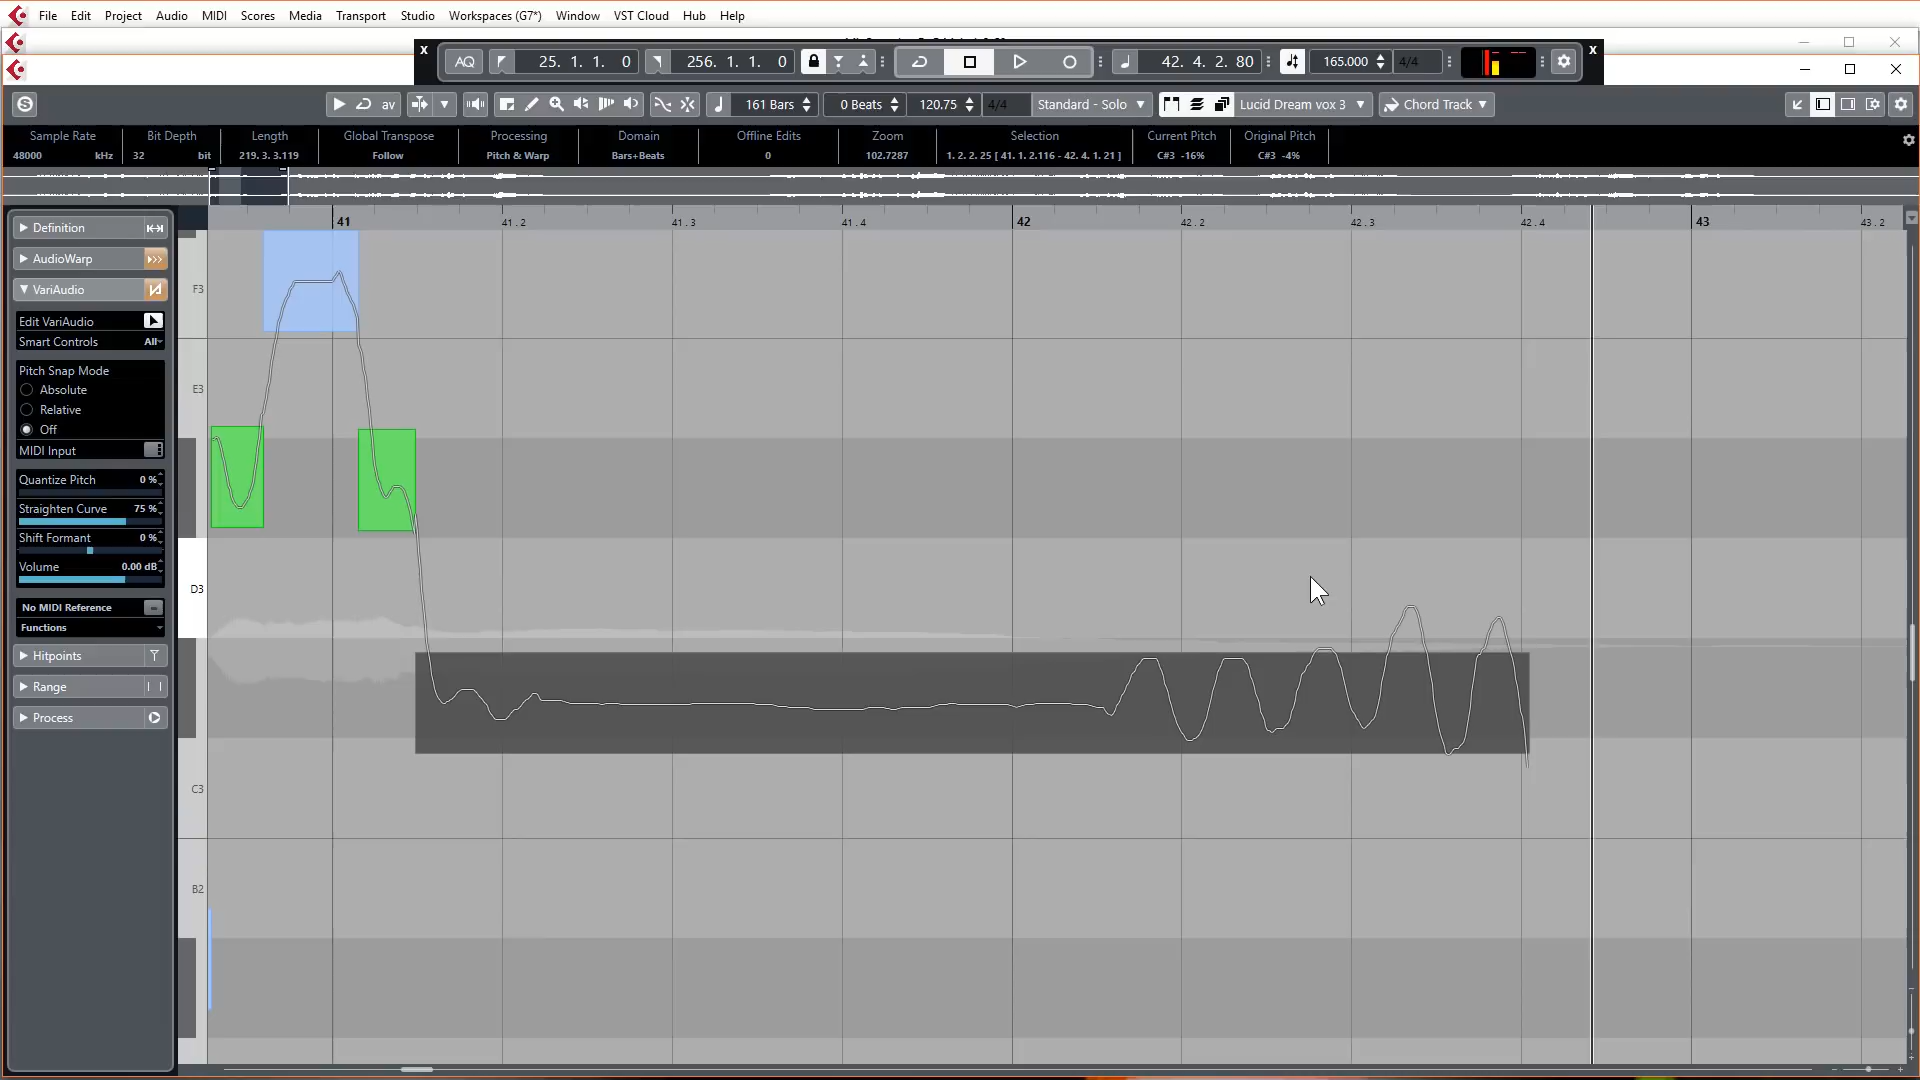 File Edit Project Audio MIDI Scores Media Transport Studio Workspaces (G7*) Window VST Cloud Hub Help
x AQ 25. 1. 1. 0 256. 1. 1. 0 42. 4. 2. 80 165.000 4/4 x
av 161 Bars 0 Beats 120.75 4/4 Standard - Solo Lucid Dream vox 3 Chord Track
Sample Rate Bit Depth Length Global Transpose Processing Domain Offline Edits Zoom Selection Current Pitch Original Pitch
48000 kHz 32 bit 219. 3. 3.119 Follow Pitch & Warp Bars+Beats 0 102.7287 1. 2. 2. 25 [ 41. 1. 2.116 - 42. 4. 1. 21 ] C#3 -16% C#3 -4%
41 41.2 41.3 41.4 42 42.2 42.3 42.4 43 43.2
Definition
AudioWarp
VariAudio
Edit VariAudio
Smart Controls All
Pitch Snap Mode
Absolute
Relative
Off
MIDI Input
Quantize Pitch 0 %
Straighten Curve 75 %
Shift Formant 0 %
Volume 0.00 dB
No MIDI Reference
Functions
Hitpoints
Range
Process
F3
E3
D3
C3
B2